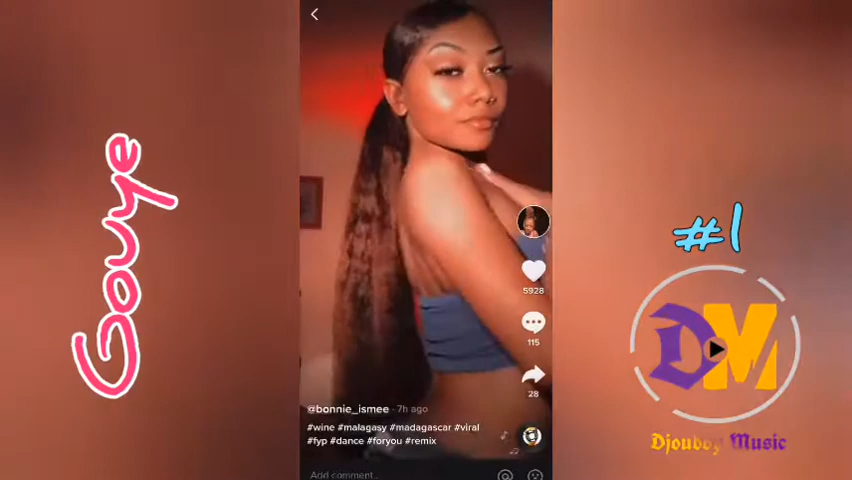 Gouye
5928
115
28
@bonnie_ismee · 7h ago
#wine #malagasy #madagascar #viral
#fyp #dance #foryou #remix
Add comment...
#1
DM
Djouboy Music